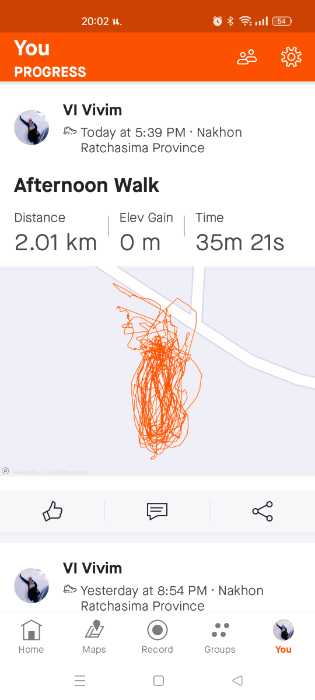 20:02 น.
54
You
PROGRESS
VI Vivim
Today at 5:39 PM · Nakhon
Ratchasima Province
Afternoon Walk
Distance
Elev Gain
Time
2.01 km
0 m
35m 21s
VI Vivim
Yesterday at 8:54 PM · Nakhon
Ratchasima Province
Home
Maps
Record
Groups
You